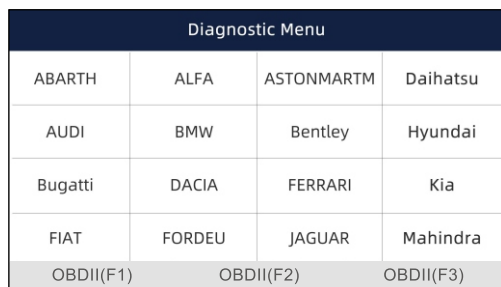 Diagnostic Menu
ABARTH ALFA ASTONMARTM Daihatsu
AUDI BMW Bentley Hyundai
Bugatti DACIA FERRARI Kia
FIAT FORDEU JAGUAR Mahindra
OBDII(F1) OBDII(F2) OBDII(F3)